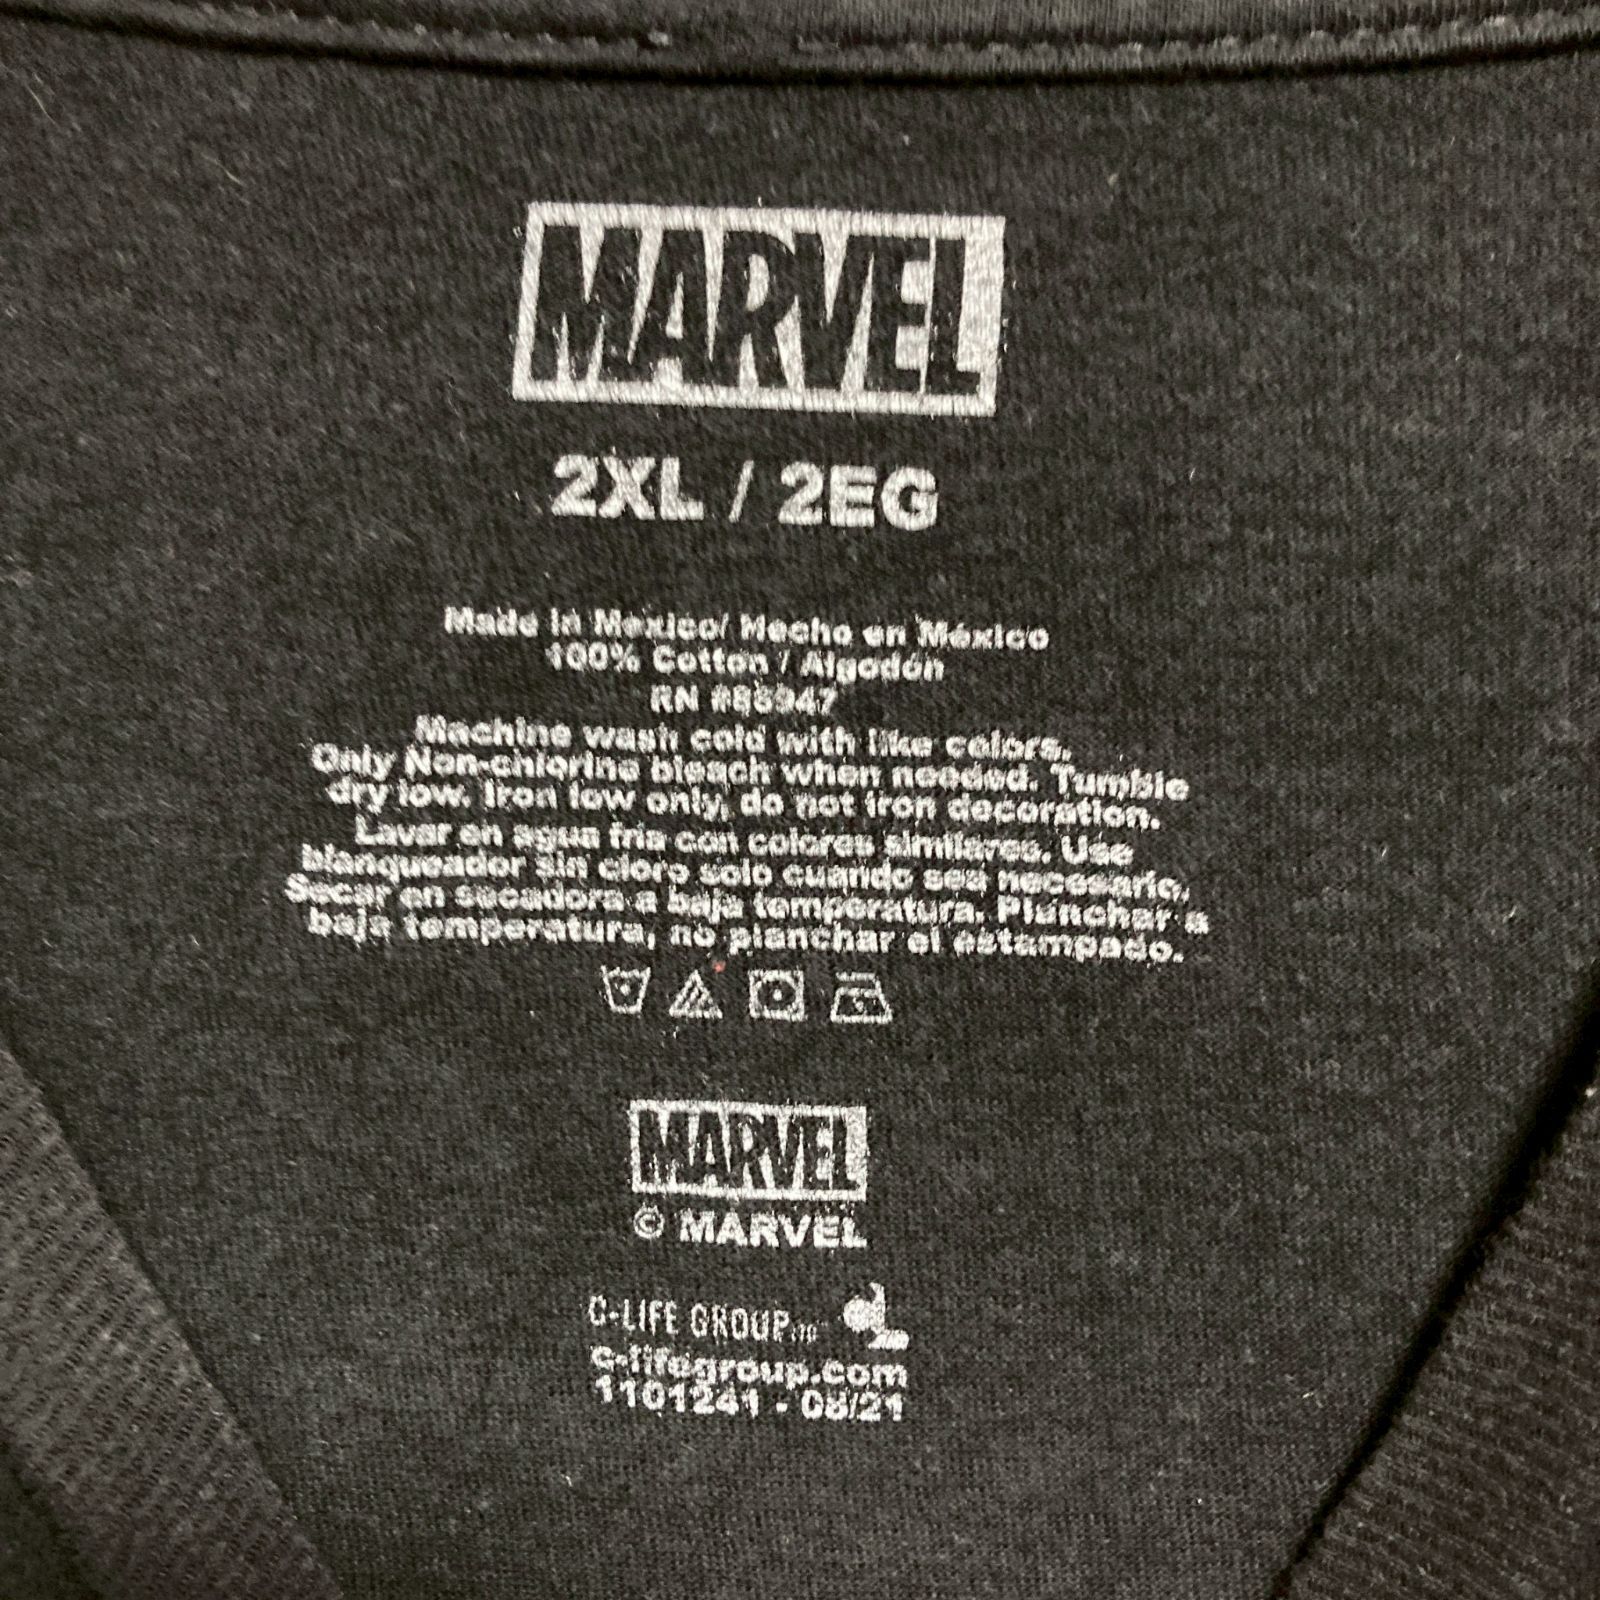 MARVEL
2XL / 2EG
Made in Mexico/ Hecho en México
100% Cotton / Algodón
RN #86947
Machine wash cold with like colors.
Only Non-chlorine bleach when needed. Tumble
dry low. Iron low only, do not iron decoration.
Lavar en agua fria con colores similares. Use
blanqueador Sin cloro solo cuando sea necesario.
Secar en secadora a baja temperatura. Planchar a
baja temperatura, no planchar el estampado.
MARVEL
© MARVEL
C-LIFE GROUP LTD
c-lifegroup.com
1101241 - 08/21